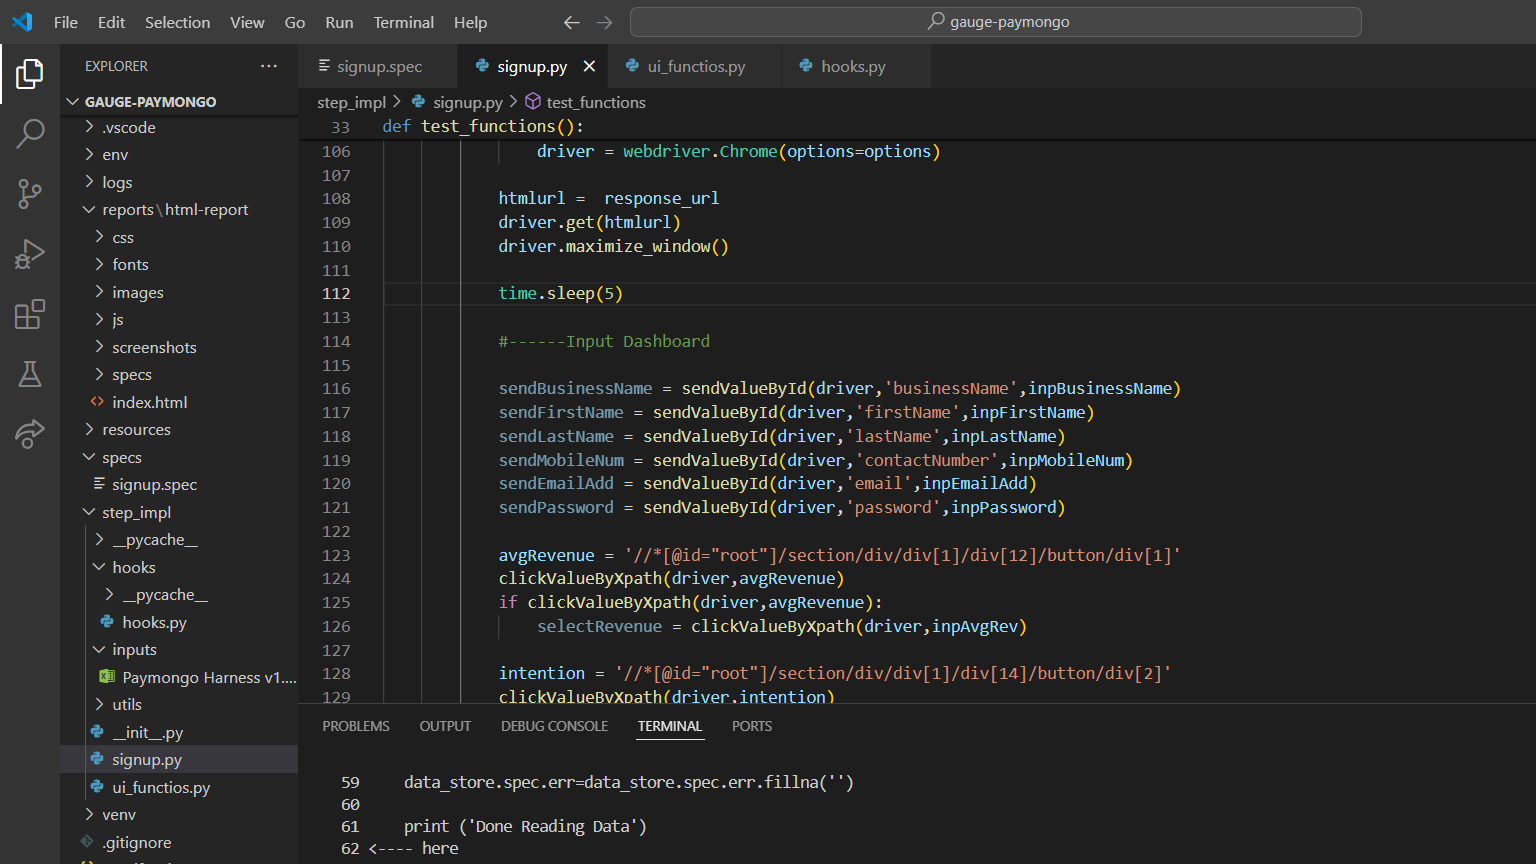 File Edit Selection View Go Run Terminal Help
gauge-paymongo
EXPLORER
GAUGE-PAYMONGO
.vscode
env
logs
reports\html-report
css
fonts
images
js
screenshots
specs
index.html
resources
specs
signup.spec
step_impl
__pycache__
hooks
__pycache__
hooks.py
inputs
Paymongo Harness v1....
utils
__init__.py
signup.py
ui_functios.py
venv
.gitignore
signup.spec signup.py ui_functios.py hooks.py
step_impl > signup.py > test_functions
33 def test_functions():
106 driver = webdriver.Chrome(options=options)
107
108 htmlurl =  response_url
109 driver.get(htmlurl)
110 driver.maximize_window()
111
112 time.sleep(5)
113
114 #------Input Dashboard
115
116 sendBusinessName = sendValueById(driver,'businessName',inpBusinessName)
117 sendFirstName = sendValueById(driver,'firstName',inpFirstName)
118 sendLastName = sendValueById(driver,'lastName',inpLastName)
119 sendMobileNum = sendValueById(driver,'contactNumber',inpMobileNum)
120 sendEmailAdd = sendValueById(driver,'email',inpEmailAdd)
121 sendPassword = sendValueById(driver,'password',inpPassword)
122
123 avgRevenue = '//*[@id="root"]/section/div/div[1]/div[12]/button/div[1]'
124 clickValueByXpath(driver,avgRevenue)
125 if clickValueByXpath(driver,avgRevenue):
126 selectRevenue = clickValueByXpath(driver,inpAvgRev)
127
128 intention = '//*[@id="root"]/section/div/div[1]/div[14]/button/div[2]'
129 clickValueByXpath(driver,intention)
PROBLEMS OUTPUT DEBUG CONSOLE TERMINAL PORTS
59 data_store.spec.err=data_store.spec.err.fillna('')
60
61 print ('Done Reading Data')
62 <---- here